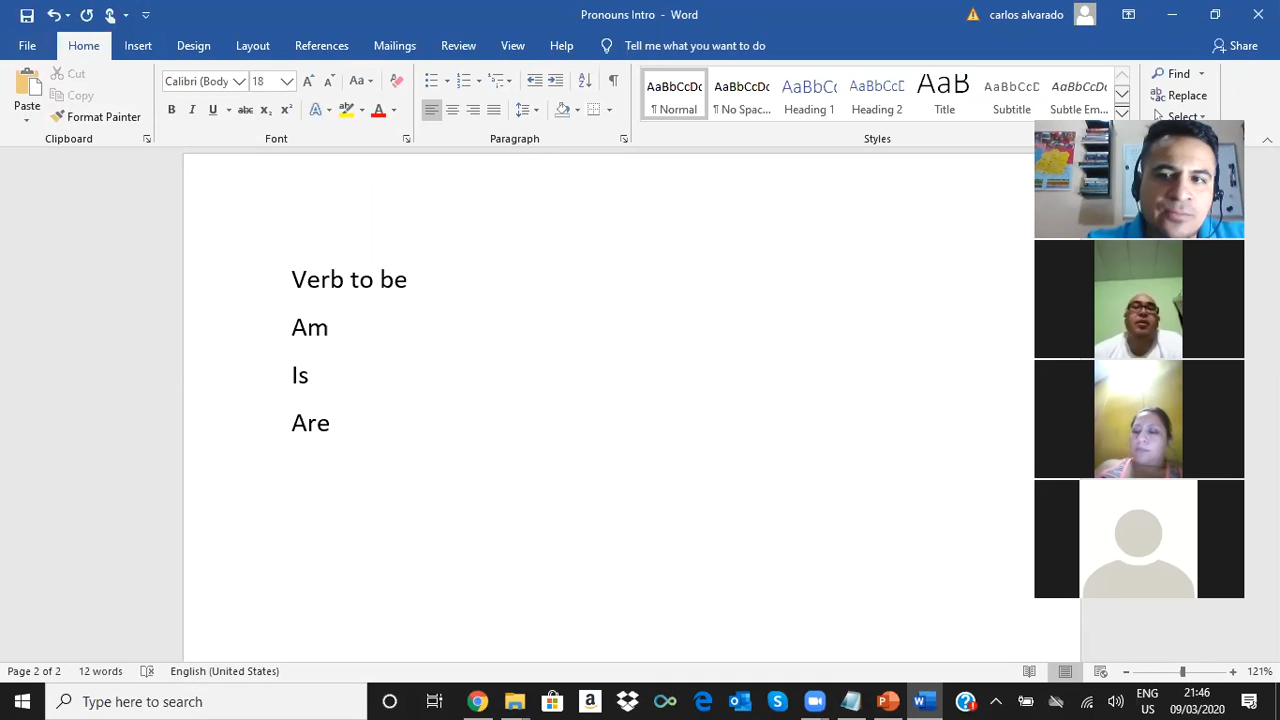 Pronouns Intro - Word
carlos alvarado
File Home Insert Design Layout References Mailings Review View Help Tell me what you want to do Share
Cut
Copy
Format Painter
Paste
Clipboard
Calibri (Body 18
Font
Paragraph
AaBbCcDc AaBbCcDc AaBbCc AaBbCcD AaB AaBbCcD AaBbCcDc
¶ Normal ¶ No Spac... Heading 1 Heading 2 Title Subtitle Subtle Em...
Styles
Find
Replace
Select
Verb to be
Am
Is
Are
Page 2 of 2 12 words English (United States) 121%
Type here to search
ENG
US
21:46
09/03/2020